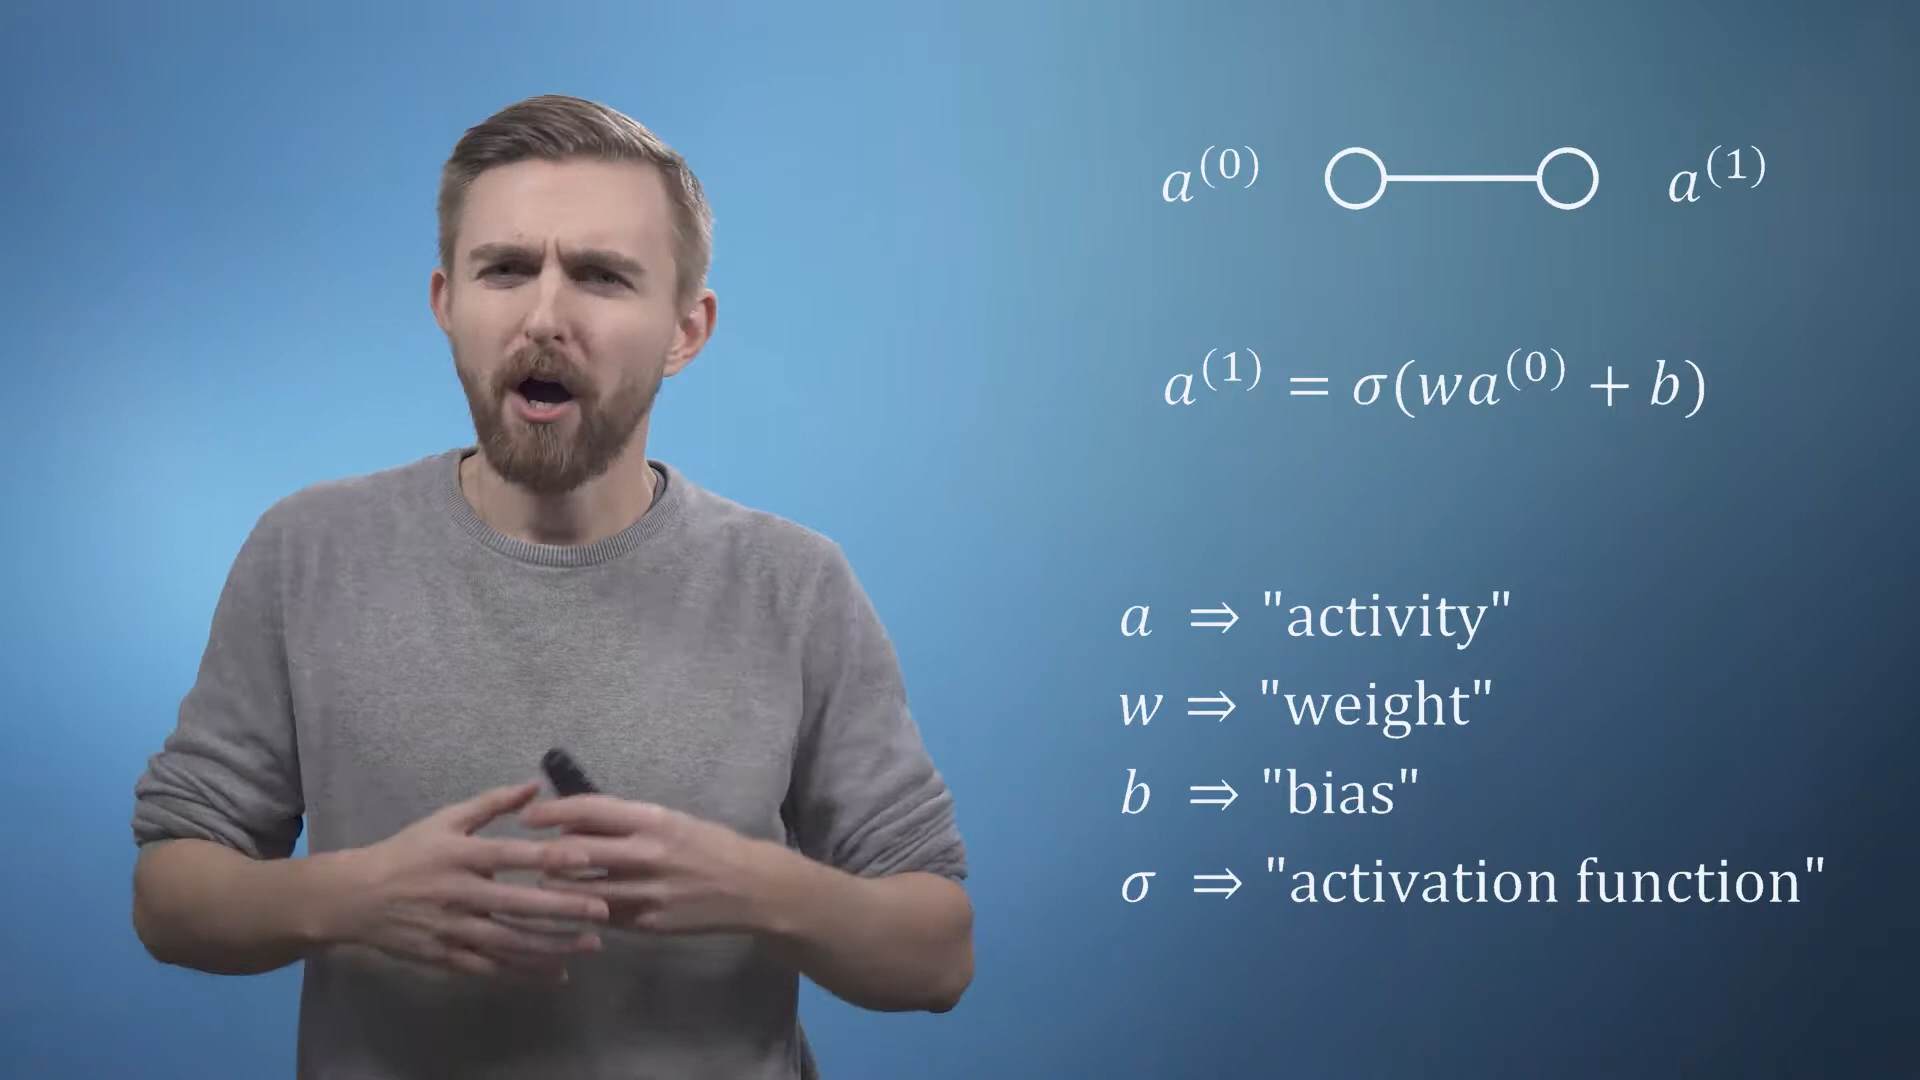 a⁽⁰⁾ a⁽¹⁾
a⁽¹⁾ = σ(wa⁽⁰⁾ + b)
a ⇒ "activity"
w ⇒ "weight"
b ⇒ "bias"
σ ⇒ "activation function"